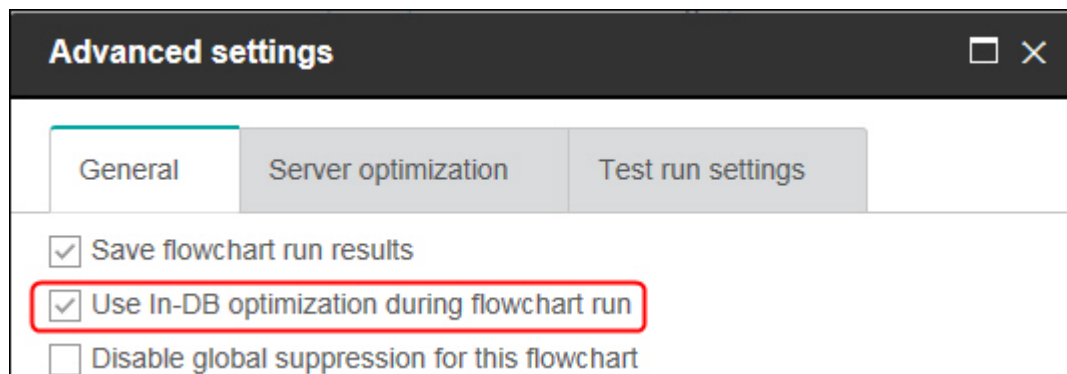 Advanced settings
General Server optimization Test run settings
Save flowchart run results
Use In-DB optimization during flowchart run
Disable global suppression for this flowchart